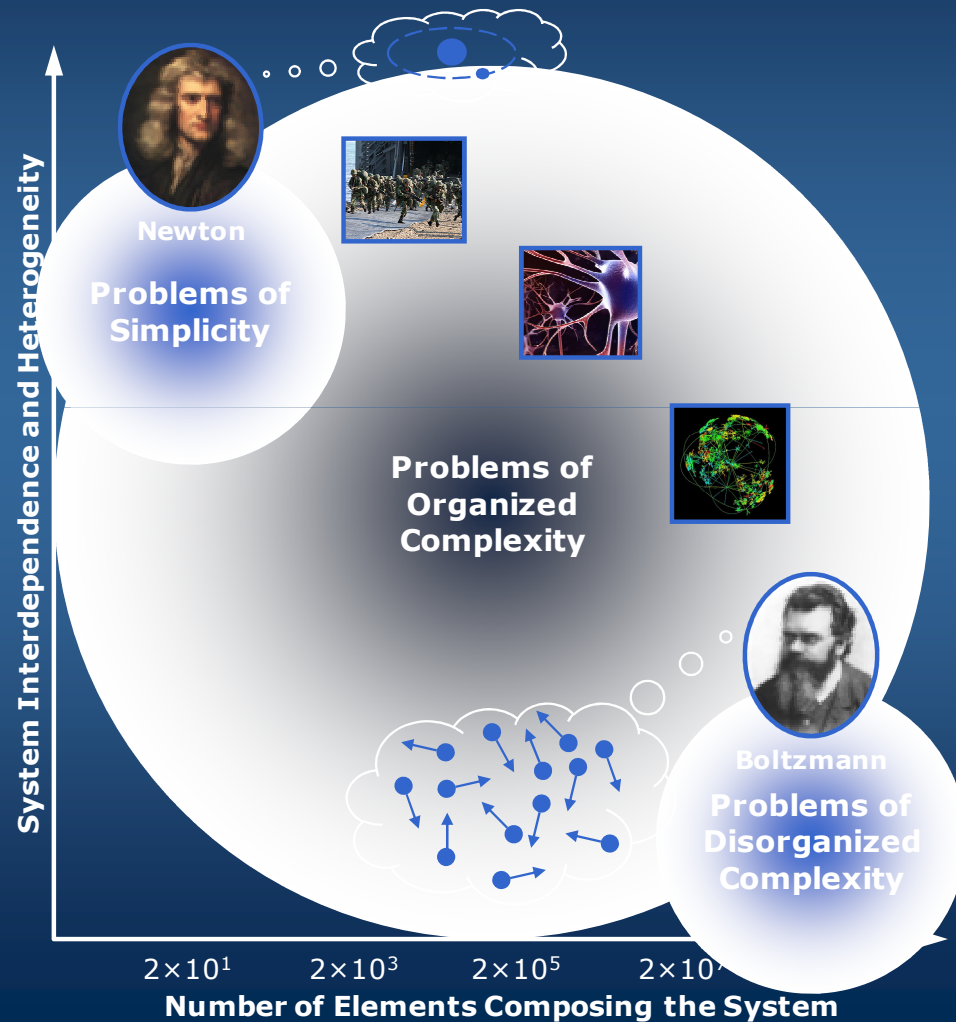 System Interdependence and Heterogeneity
Newton
Problems of
Simplicity
Problems of
Organized
Complexity
Boltzmann
Problems of
Disorganized
Complexity
2×10¹
2×10³
2×10⁵
Number of Elements Composing the System